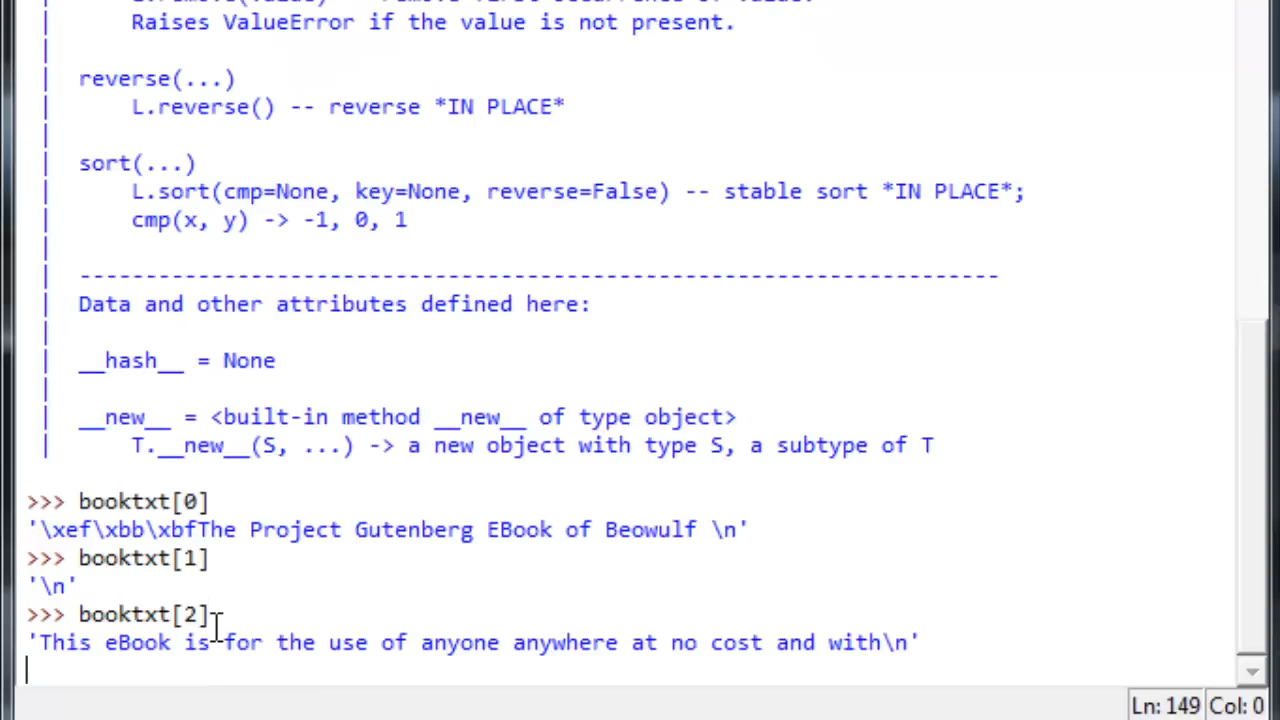 Raises ValueError if the value is not present.
|
| reverse(...)
|     L.reverse() -- reverse *IN PLACE*
|
| sort(...)
|     L.sort(cmp=None, key=None, reverse=False) -- stable sort *IN PLACE*;
|     cmp(x, y) -> -1, 0, 1
|
| ----------------------------------------------------------------------
| Data and other attributes defined here:
|
| __hash__ = None
|
| __new__ = <built-in method __new__ of type object>
|     T.__new__(S, ...) -> a new object with type S, a subtype of T
>>> booktxt[0]
'\xef\xbb\xbfThe Project Gutenberg EBook of Beowulf \n'
>>> booktxt[1]
'\n'
>>> booktxt[2]
'This eBook is for the use of anyone anywhere at no cost and with\n'
Ln: 149 Col: 0